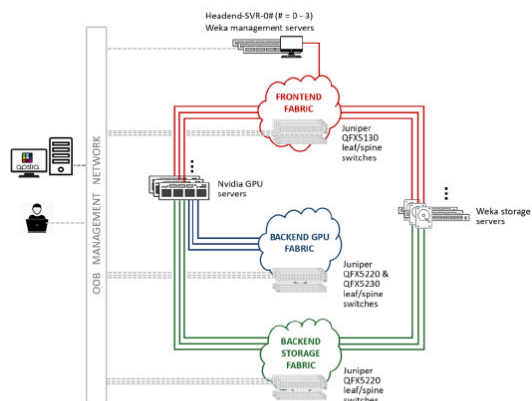 Headend-SVR-0# (# = 0 - 3)
Weka management servers
FRONTEND
FABRIC
Juniper
QFX5130
leaf/spine
switches
OOB MANAGEMENT NETWORK
apstra
Nvidia GPU
servers
Weka storage
servers
BACKEND GPU
FABRIC
Juniper
QFX5220 &
QFX5230
leaf/spine
switches
BACKEND
STORAGE
FABRIC
Juniper
QFX5220
leaf/spine
switches